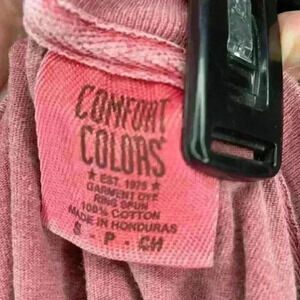 COMFORT
COLORS
★ EST. 1975 ★
GARMENT DYE
RING SPUN
100% COTTON
MADE IN HONDURAS
S - P - CH